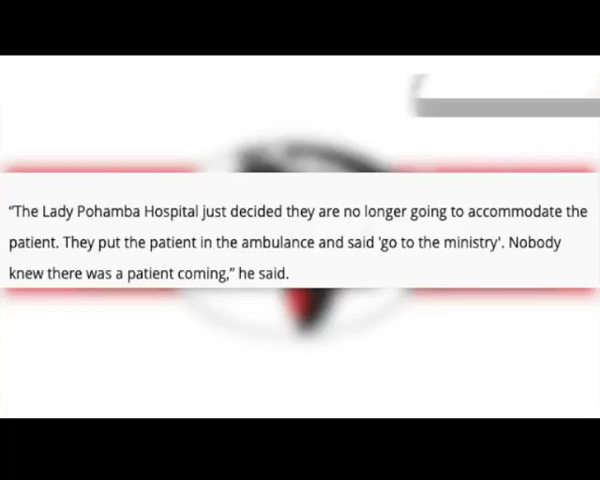 “The Lady Pohamba Hospital just decided they are no longer going to accommodate the
patient. They put the patient in the ambulance and said 'go to the ministry'. Nobody
knew there was a patient coming,” he said.